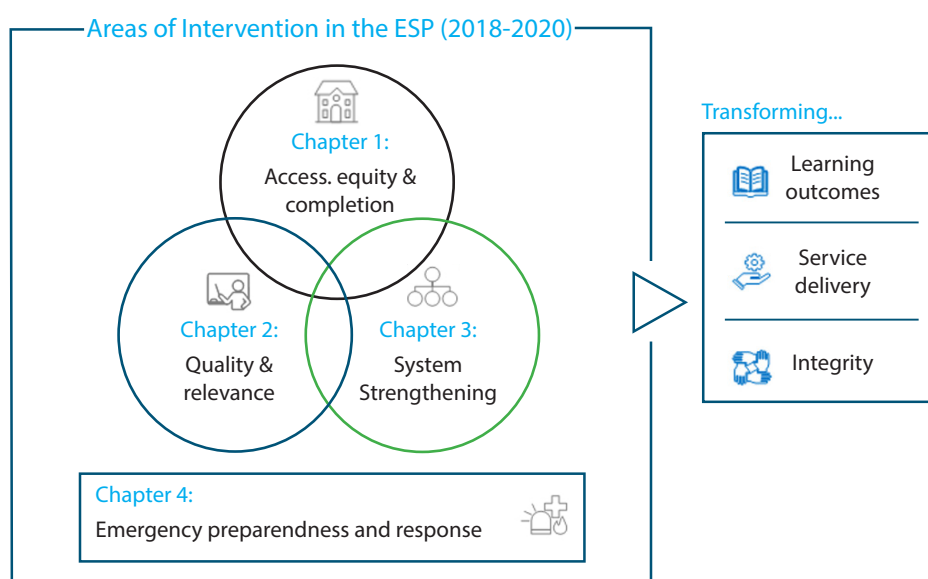 Areas of Intervention in the ESP (2018-2020)
Chapter 1:
Access. equity &
completion
Chapter 2:
Quality &
relevance
Chapter 3:
System
Strengthening
Chapter 4:
Emergency preparendness and response
Transforming...
Learning
outcomes
Service
delivery
Integrity